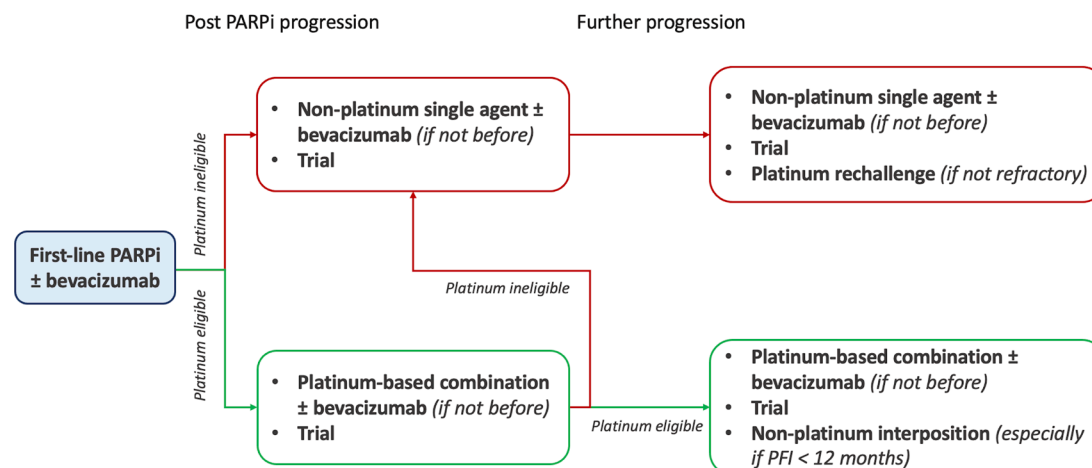 Post PARPi progression
Further progression
• Non-platinum single agent ±
bevacizumab (if not before)
• Trial
• Non-platinum single agent ±
bevacizumab (if not before)
• Trial
• Platinum rechallenge (if not refractory)
Platinum ineligible
First-line PARPi
± bevacizumab
Platinum eligible
Platinum ineligible
• Platinum-based combination
± bevacizumab (if not before)
• Trial
Platinum eligible
• Platinum-based combination ±
bevacizumab (if not before)
• Trial
• Non-platinum interposition (especially
if PFI < 12 months)